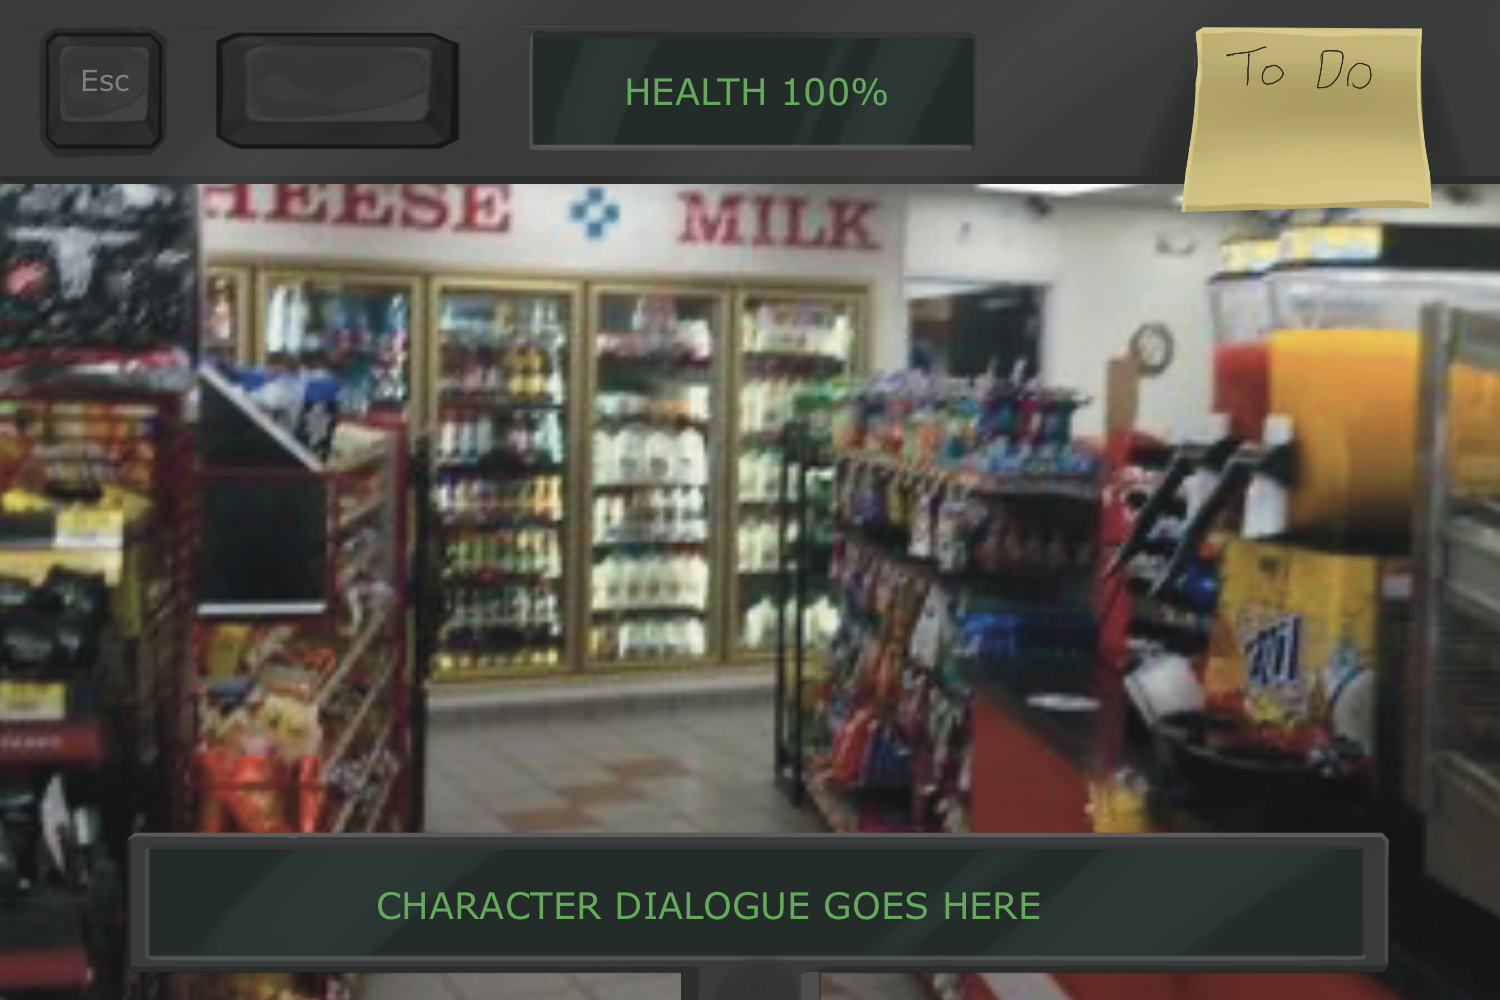 Esc
HEALTH 100%
To Do
HEESE MILK
CHARACTER DIALOGUE GOES HERE